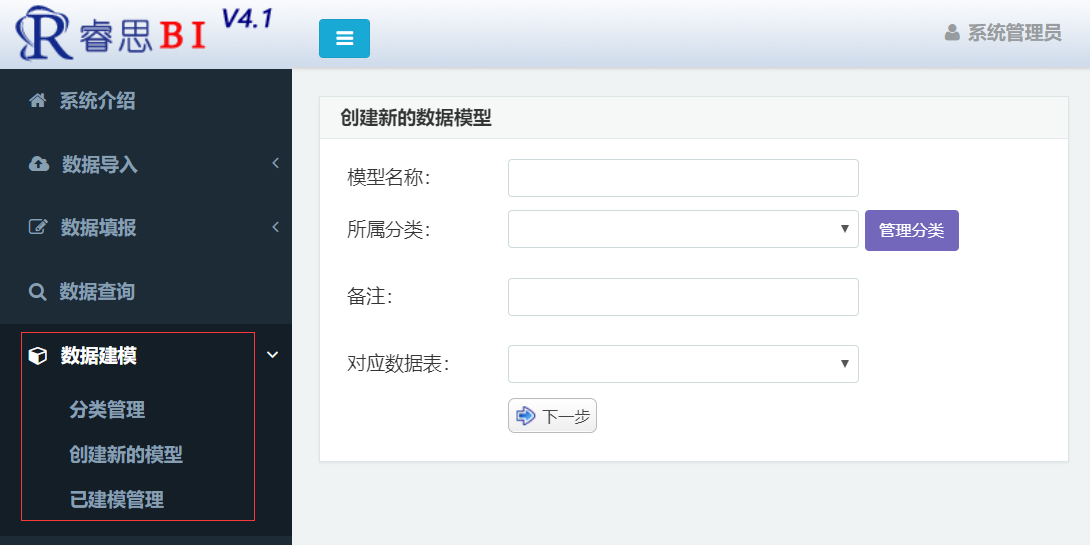 睿思BI V4.1
系统管理员
系统介绍
数据导入
数据填报
数据查询
数据建模
分类管理
创建新的模型
已建模管理
创建新的数据模型
模型名称：
所属分类：
管理分类
备注：
对应数据表：
下一步